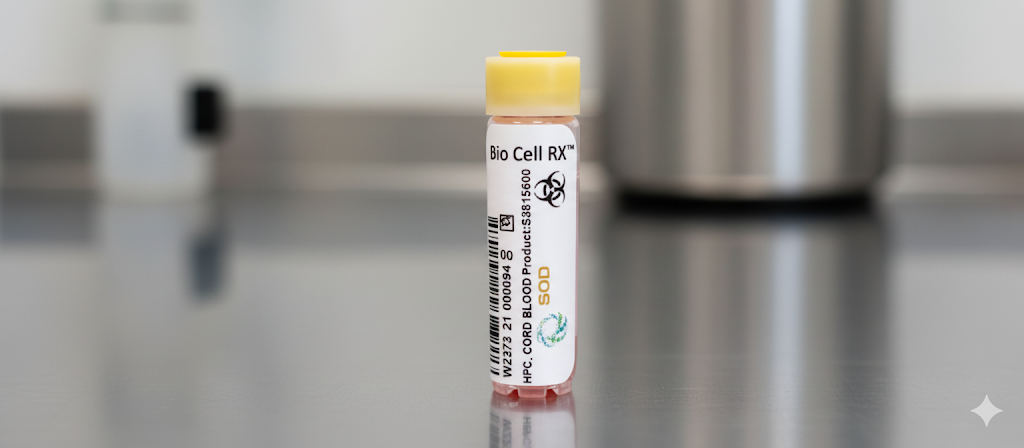 Bio Cell RX™
W2373 21 000094 00
HPC, CORD BLOOD Product:S3815600
SOD